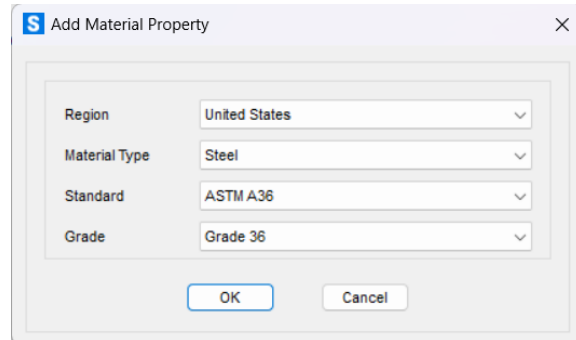 S Add Material Property
Region United States
Material Type Steel
Standard ASTM A36
Grade Grade 36
OK Cancel